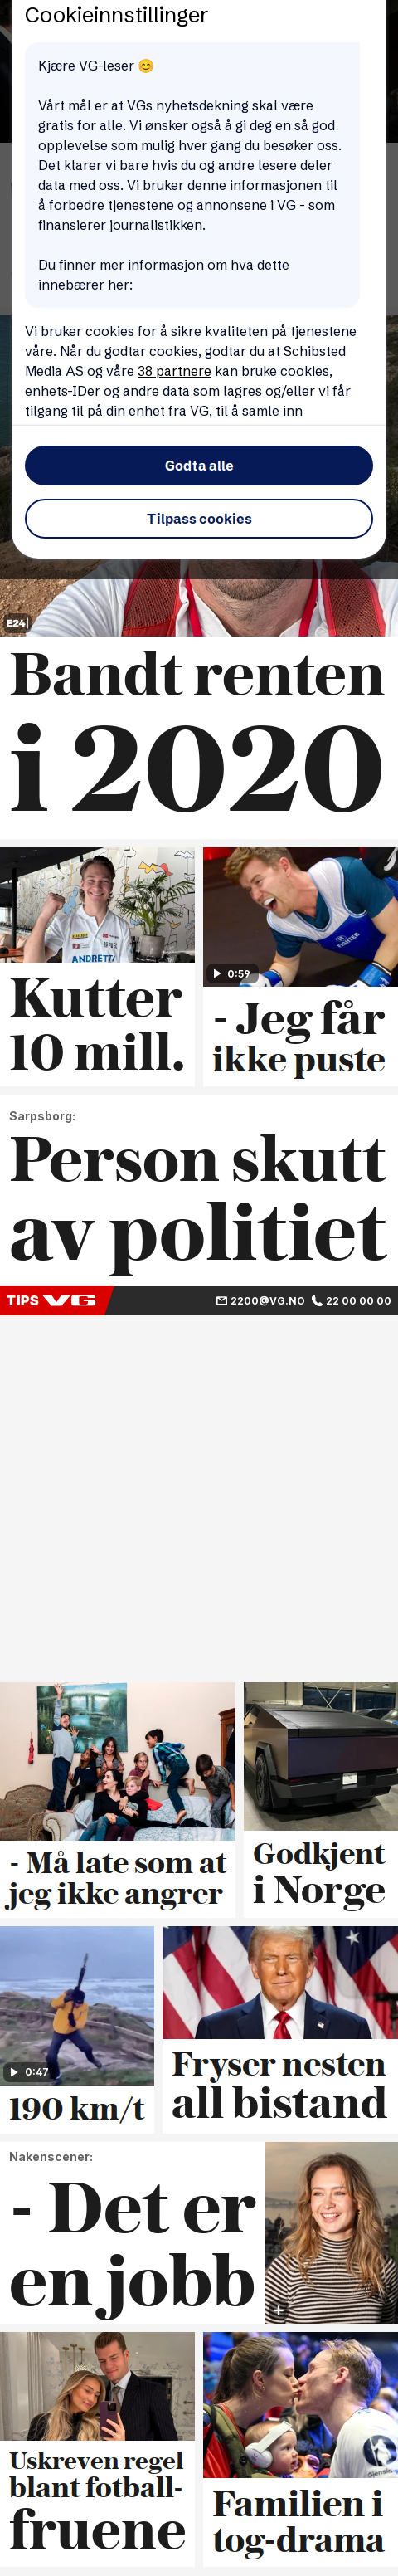 Cookieinnstillinger
Kjære VG-leser 😊
Vårt mål er at VGs nyhetsdekning skal være
gratis for alle. Vi ønsker også å gi deg en så god
opplevelse som mulig hver gang du besøker oss.
Det klarer vi bare hvis du og andre lesere deler
data med oss. Vi bruker denne informasjonen til
å forbedre tjenestene og annonsene i VG - som
finansierer journalistikken.
Du finner mer informasjon om hva dette
innebærer her:
Vi bruker cookies for å sikre kvaliteten på tjenestene
våre. Når du godtar cookies, godtar du at Schibsted
Media AS og våre 38 partnere kan bruke cookies,
enhets-IDer og andre data som lagres og/eller vi får
tilgang til på din enhet fra VG, til å samle inn
Godta alle
Tilpass cookies
E24
Bandt renten
i 2020
ANDRETTI
Kutter
10 mill.
0:59
- Jeg får
ikke puste
Sarpsborg:
Person skutt
av politiet
TIPS VG
2200@VG.NO 22 00 00 00
- Må late som at
jeg ikke angrer
Godkjent
i Norge
0:47
190 km/t
Fryser nesten
all bistand
Nakenscener:
- Det er
en jobb
Uskreven regel
blant fotball-
fruene
Familien i
tog-drama